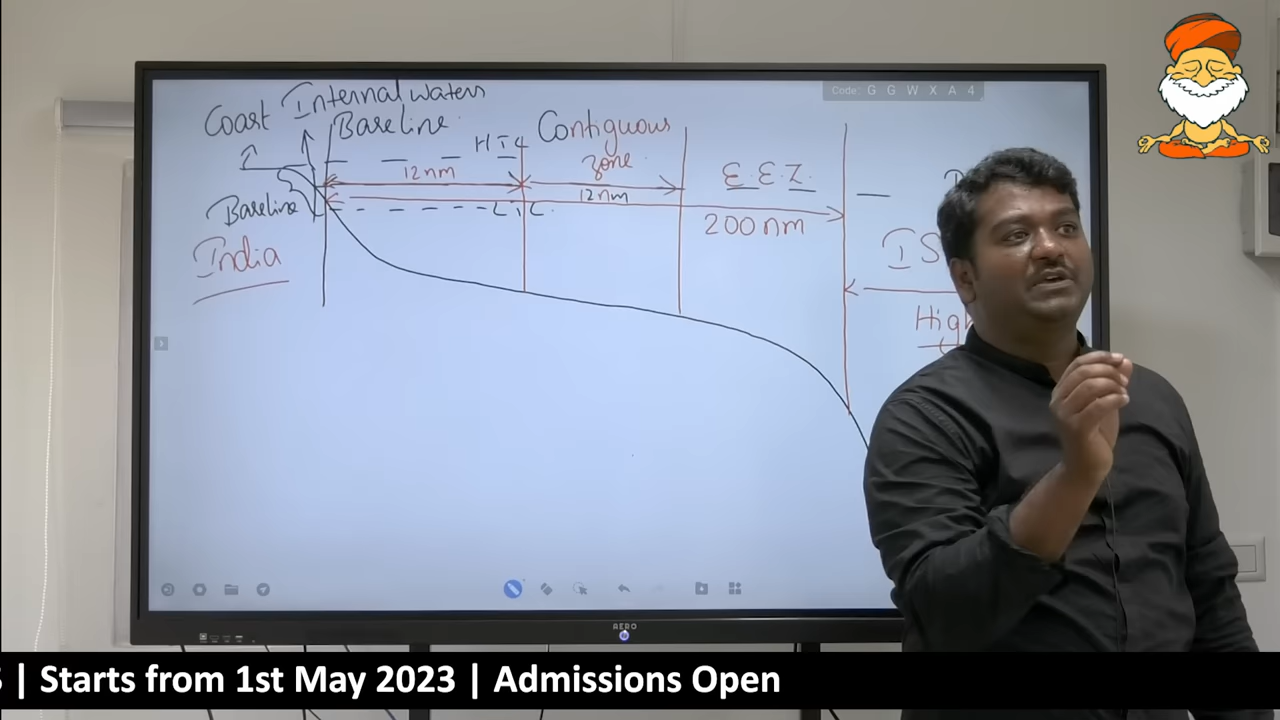 Code: G G W X A 4
Coast Internal waters
Baseline
Contiguous
zone
12nm
12nm
E.E.Z.
200nm
Baseline
India
AERO
| Starts from 1st May 2023 | Admissions Open